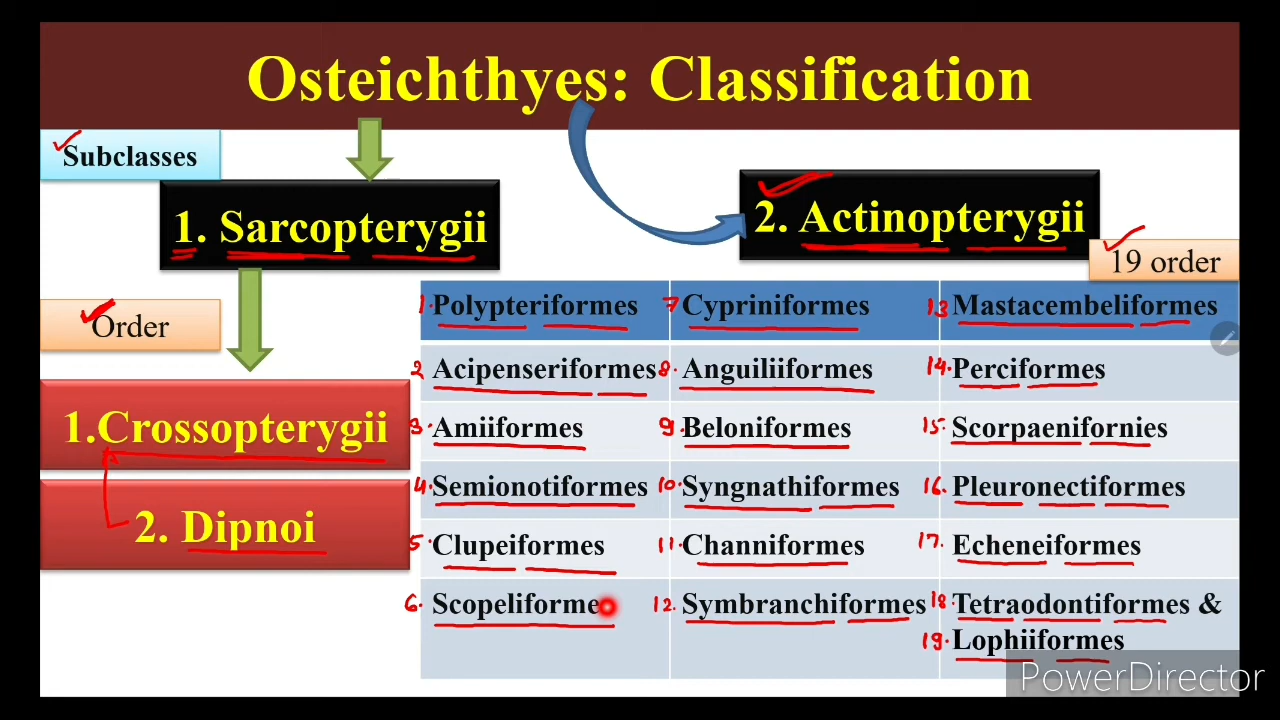 Osteichthyes: Classification
Subclasses
1. Sarcopterygii
2. Actinopterygii
19 order
Order
1.Crossopterygii
2. Dipnoi
1. Polypteriformes
7 Cypriniformes
13 Mastacembeliformes
2 Acipenseriformes
8. Anguiliiformes
14. Perciformes
3. Amiiformes
9. Beloniformes
15. Scorpaenifornies
4. Semionotiformes
10. Syngnathiformes
16. Pleuronectiformes
5. Clupeiformes
11. Channiformes
17. Echeneiformes
6. Scopeliforme
12. Symbranchiformes
18. Tetraodontiformes &
19. Lophiiformes
PowerDirector